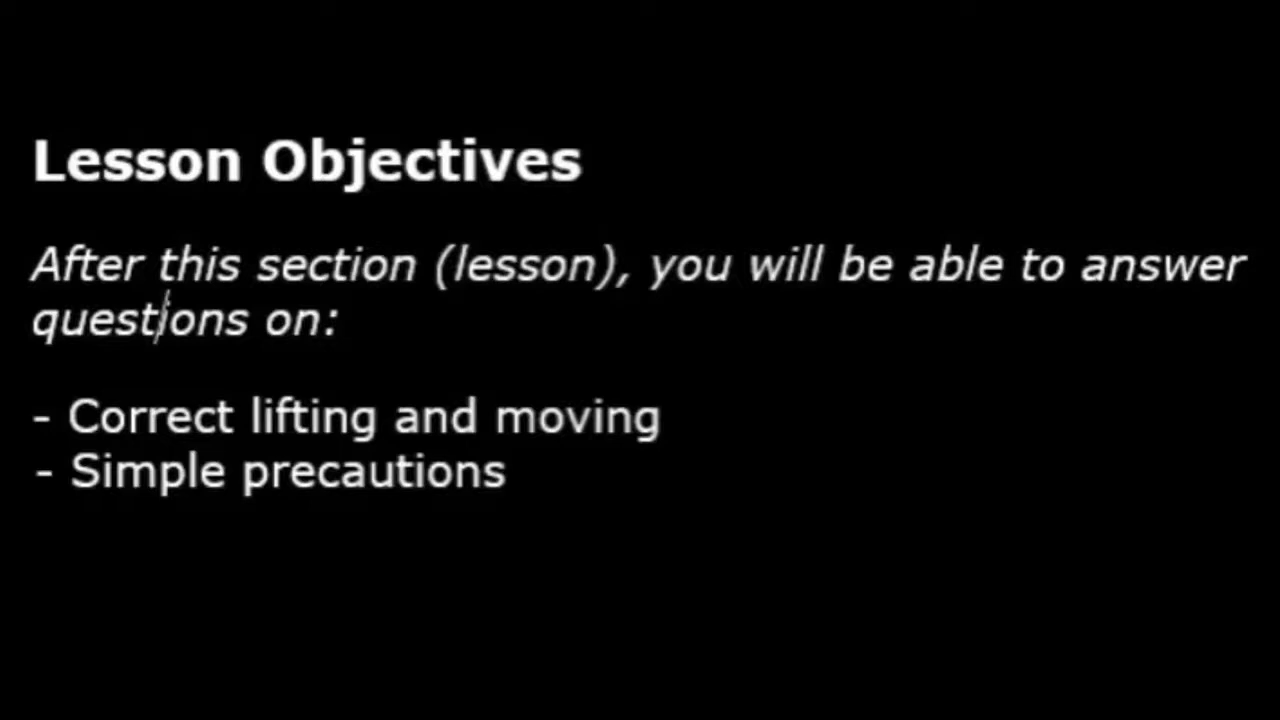 Lesson Objectives
After this section (lesson), you will be able to answer
questions on:
- Correct lifting and moving
- Simple precautions